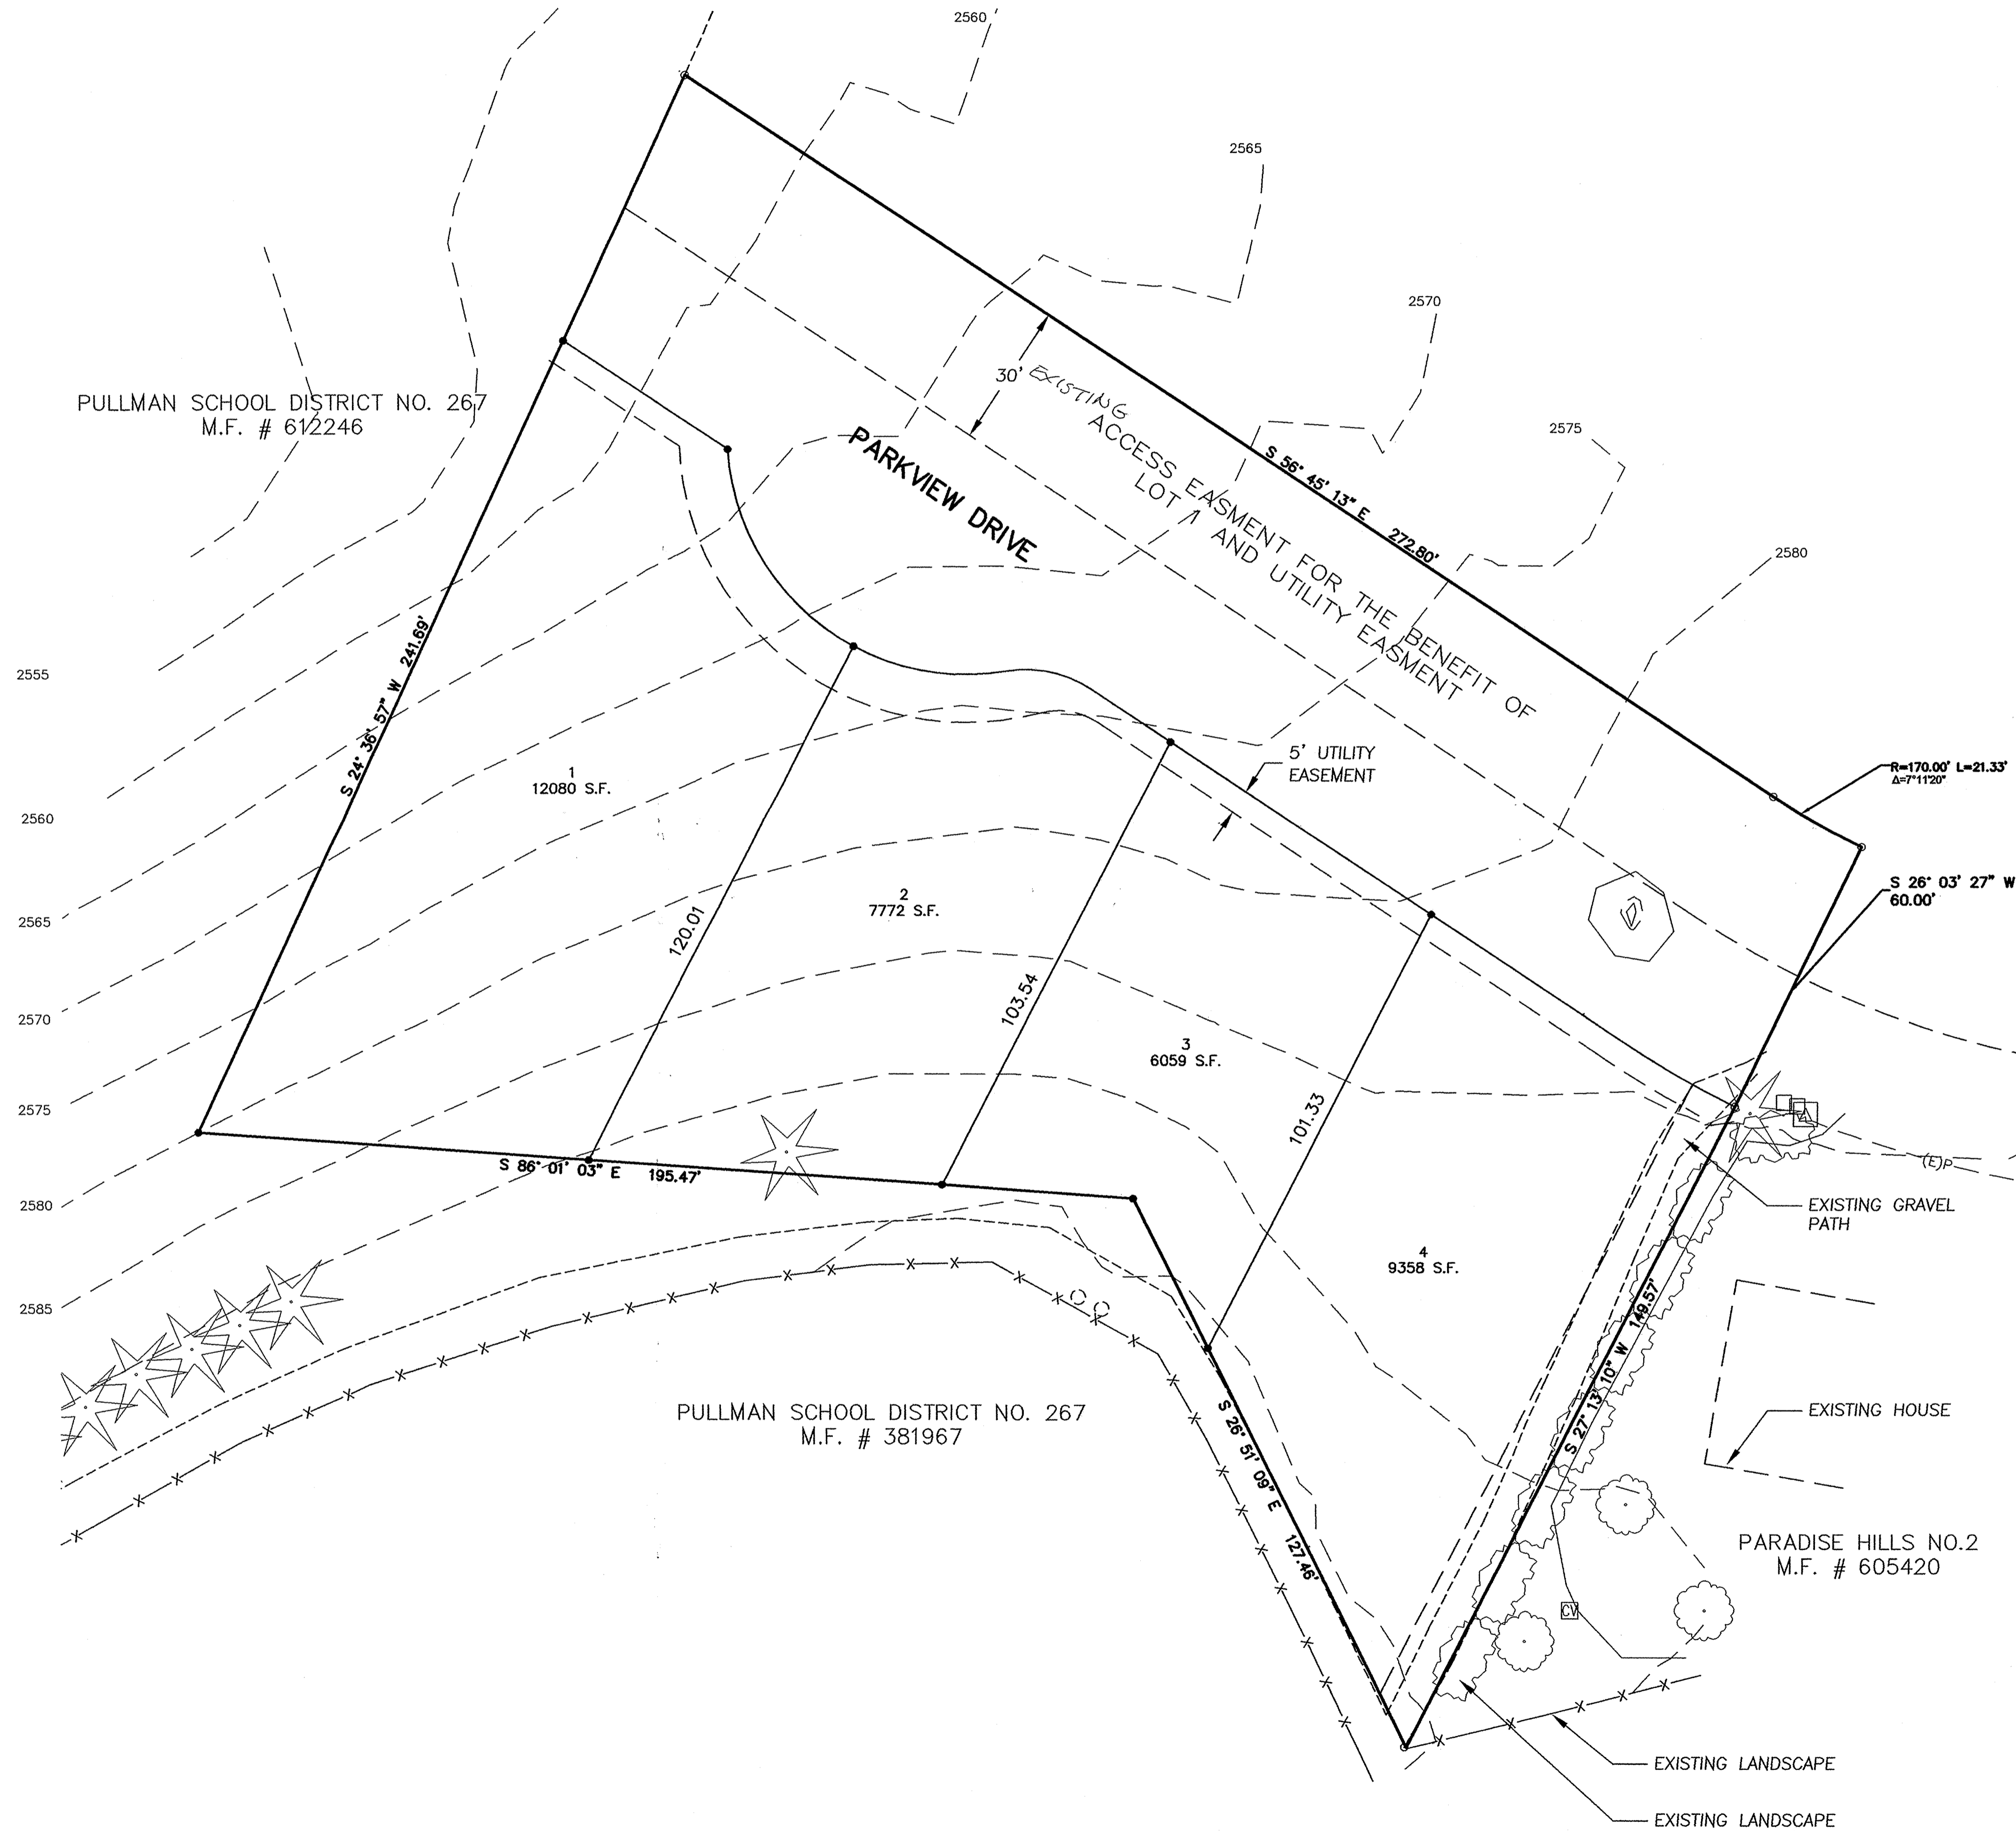 2560
2565
2570
2575
2580
PULLMAN SCHOOL DISTRICT NO. 267
M.F. # 612246
30'
EXISTING
ACCESS EASMENT FOR THE BENEFIT OF
LOT 1 AND UTILITY EASMENT
PARKVIEW DRIVE
S 56° 45' 13" E 272.80'
S 24° 36' 57" W 241.69'
5' UTILITY
EASEMENT
R=170.00' L=21.33'
Δ=7°11'20"
S 26° 03' 27" W
60.00'
2555
2560
2565
2570
2575
2580
2585
1
12080 S.F.
120.01
2
7772 S.F.
103.54
3
6059 S.F.
101.33
4
9358 S.F.
S 86° 01' 03" E 195.47'
(E)P
EXISTING GRAVEL
PATH
S 27° 13' 10" W 149.57'
EXISTING HOUSE
PULLMAN SCHOOL DISTRICT NO. 267
M.F. # 381967
S 26° 51' 09" E 127.46'
PARADISE HILLS NO.2
M.F. # 605420
CV
EXISTING LANDSCAPE
EXISTING LANDSCAPE